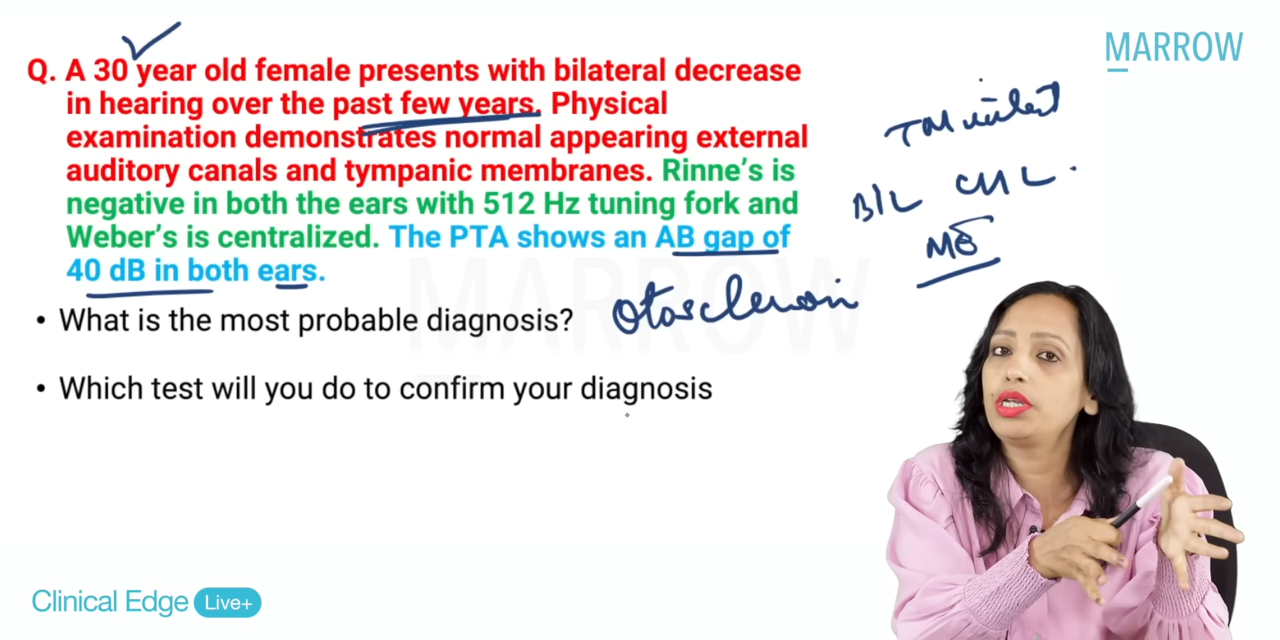 MARROW
Q. A 30 year old female presents with bilateral decrease
in hearing over the past few years. Physical
examination demonstrates normal appearing external
auditory canals and tympanic membranes. Rinne's is
negative in both the ears with 512 Hz tuning fork and
Weber's is centralized. The PTA shows an AB gap of
40 dB in both ears.
TM intact
B/L CHL.
• What is the most probable diagnosis?
• Which test will you do to confirm your diagnosis
MARROW
Clinical Edge Live+